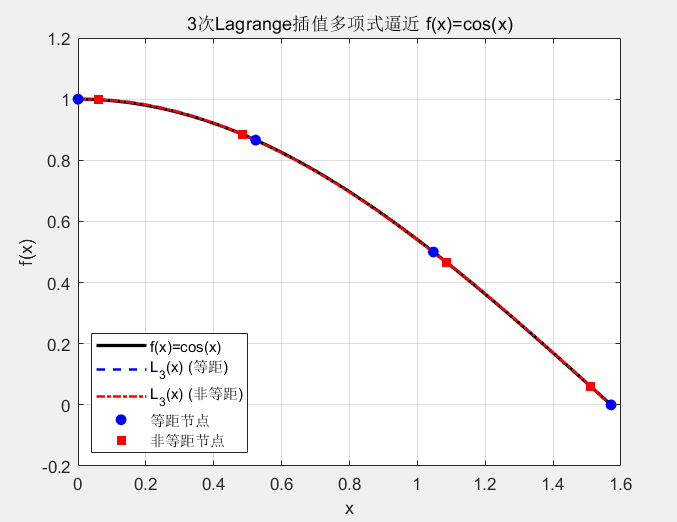 3次Lagrange插值多项式逼近 f(x)=cos(x)
1.2
1
0.8
0.6
0.4
0.2
0
-0.2
f(x)
f(x)=cos(x)
L3(x) (等距)
L3(x) (非等距)
等距节点
非等距节点
0 0.2 0.4 0.6 0.8 1 1.2 1.4 1.6
x